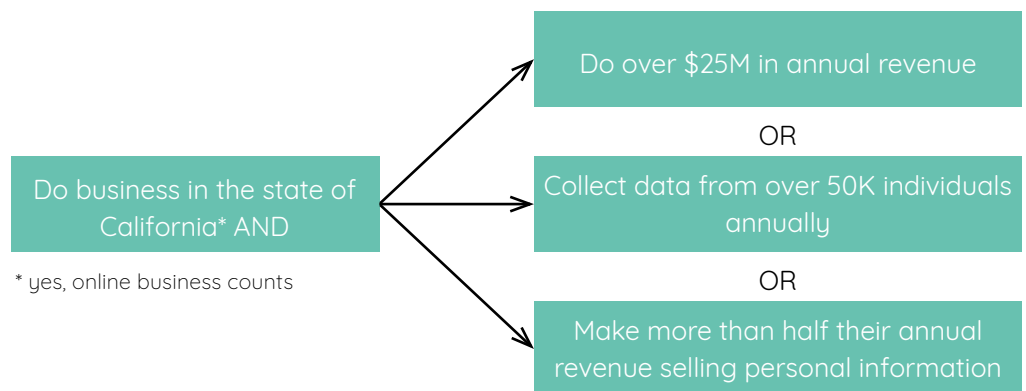 Do business in the state of
California* AND
* yes, online business counts
Do over $25M in annual revenue
OR
Collect data from over 50K individuals
annually
OR
Make more than half their annual
revenue selling personal information